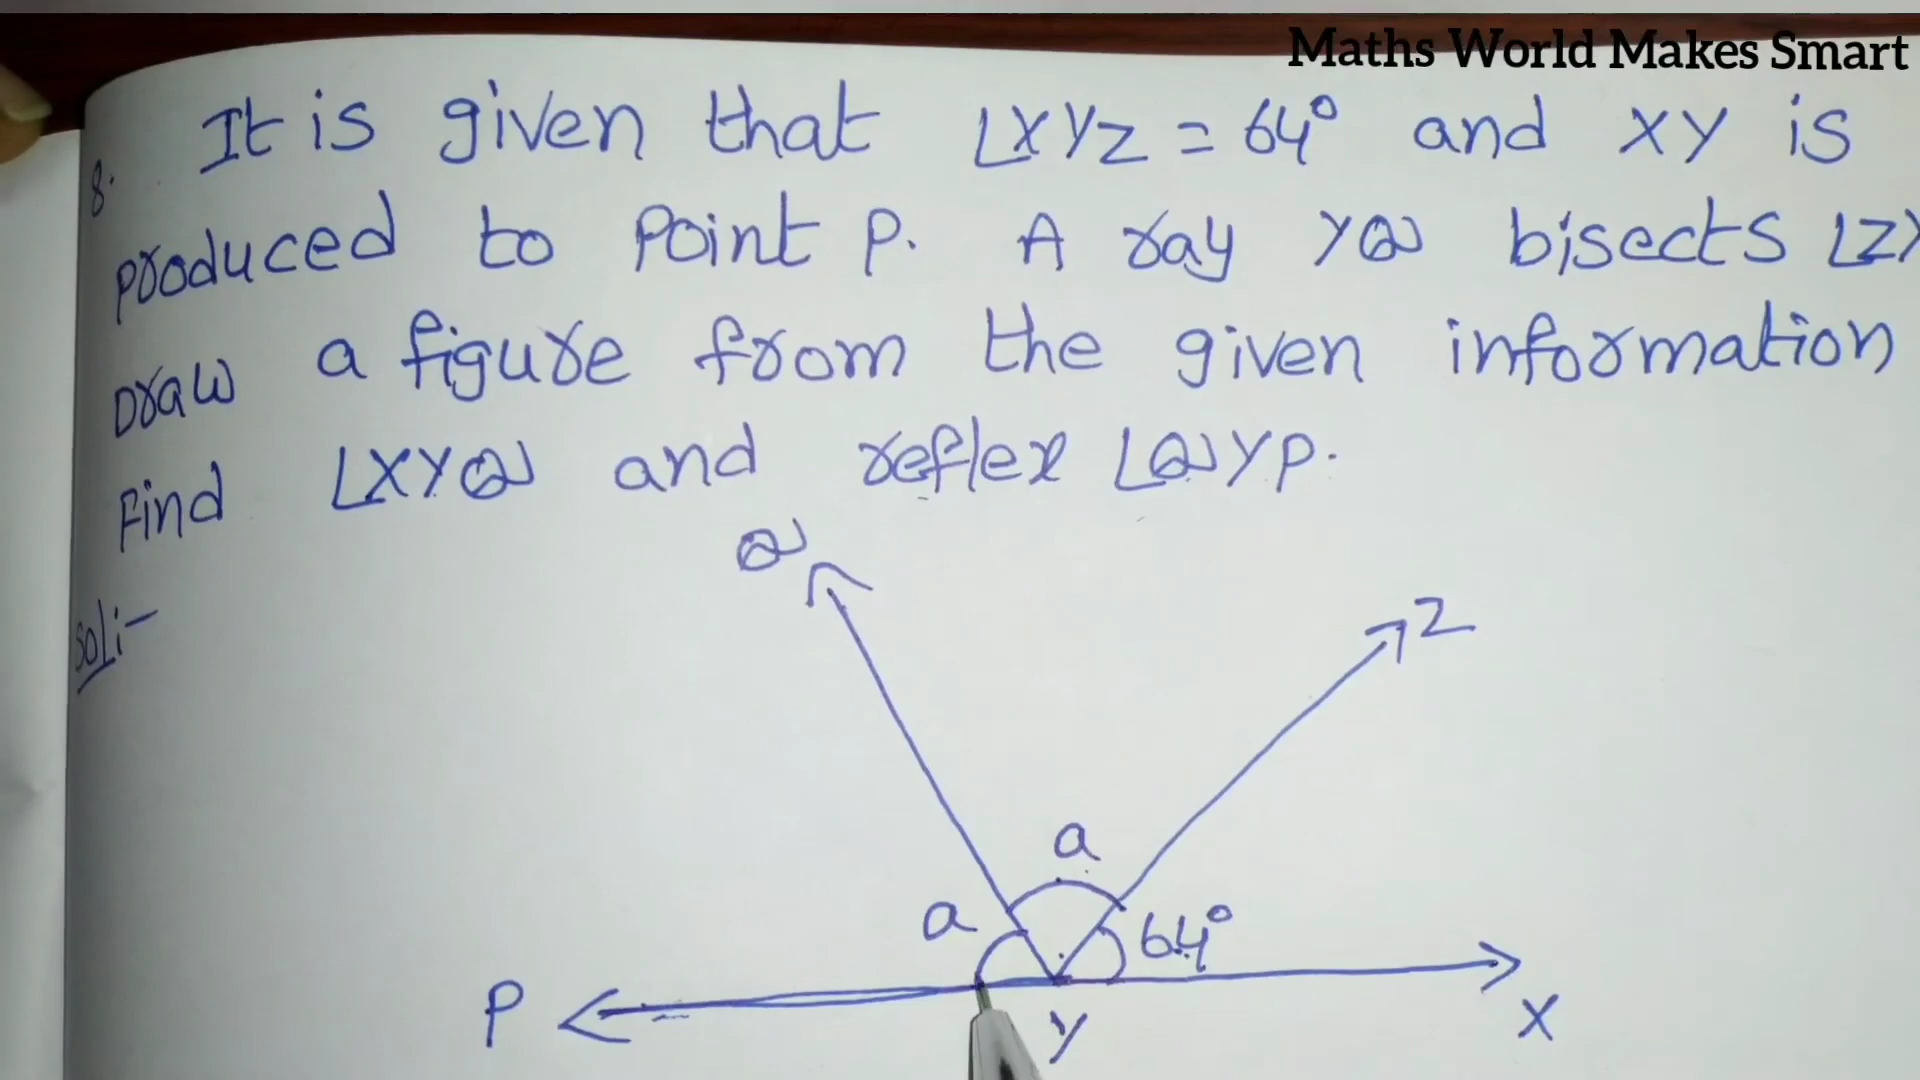 Maths World Makes Smart
8. It is given that ∠XYZ = 64° and XY is
produced to Point P. A ray YQ bisects ∠ZY
Draw a figure from the given information
Find ∠XYQ and reflex ∠QYP.
Sol:-
Q
Z
a
a
64°
P
Y
X